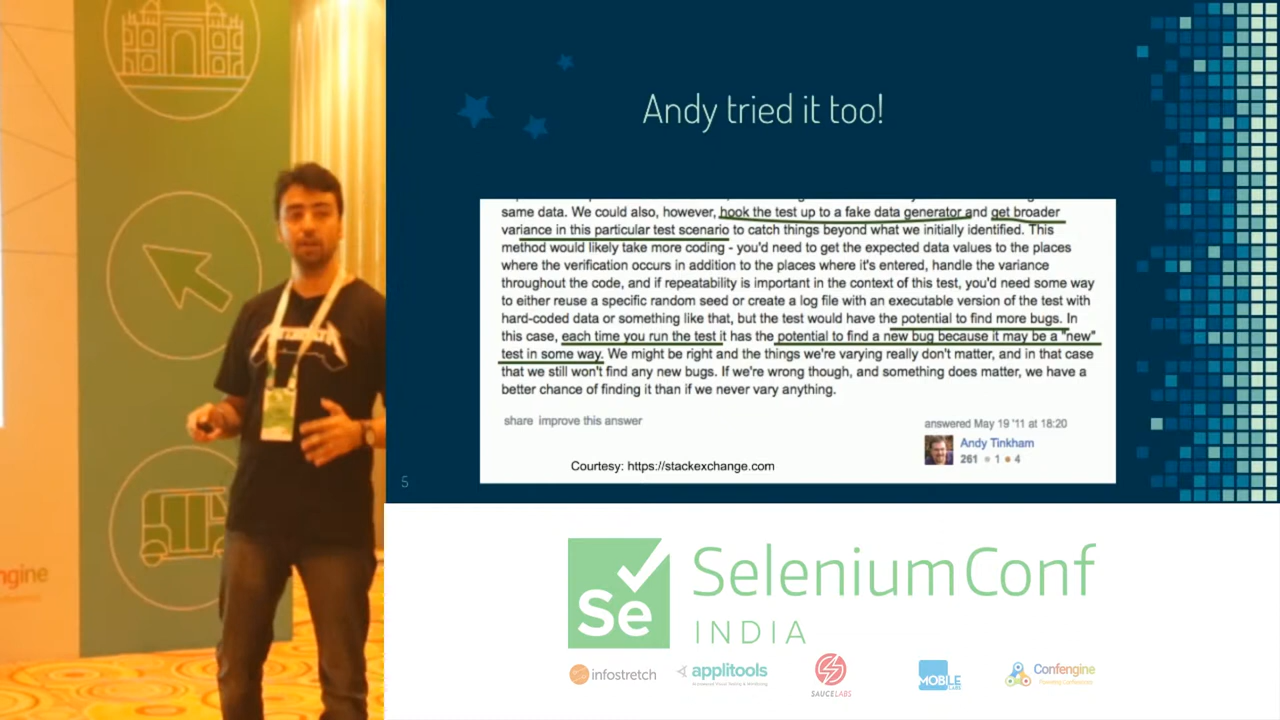 Andy tried it too!
same data. We could also, however, hook the test up to a fake data generator and get broader
variance in this particular test scenario to catch things beyond what we initially identified. This
method would likely take more coding - you'd need to get the expected data values to the places
where the verification occurs in addition to the places where it's entered, handle the variance
throughout the code, and if repeatability is important in the context of this test, you'd need some way
to either reuse a specific random seed or create a log file with an executable version of the test with
hard-coded data or something like that, but the test would have the potential to find more bugs. In
this case, each time you run the test it has the potential to find a new bug because it may be a "new"
test in some way. We might be right and the things we're varying really don't matter, and in that case
that we still won't find any new bugs. If we're wrong though, and something does matter, we have a
better chance of finding it than if we never vary anything.
share improve this answer
answered May 19 '11 at 18:20
Andy Tinkham
261 1 4
Courtesy: https://stackexchange.com
5
Se
SeleniumConf
INDIA
infostretch
applitools
SAUCELABS
MOBILE
LABS
Confengine
ngine